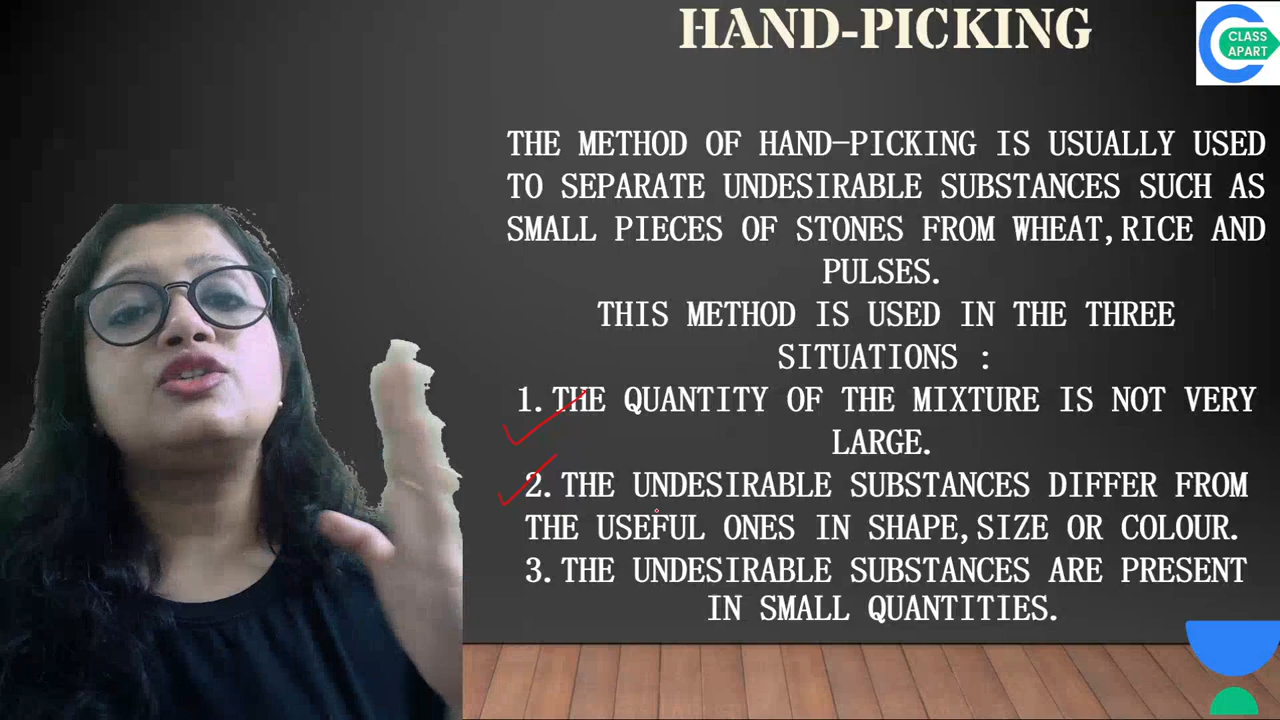 HAND-PICKING
CLASS
APART
THE METHOD OF HAND-PICKING IS USUALLY USED
TO SEPARATE UNDESIRABLE SUBSTANCES SUCH AS
SMALL PIECES OF STONES FROM WHEAT,RICE AND
PULSES.
THIS METHOD IS USED IN THE THREE
SITUATIONS :
1.THE QUANTITY OF THE MIXTURE IS NOT VERY
LARGE.
2.THE UNDESIRABLE SUBSTANCES DIFFER FROM
THE USEFUL ONES IN SHAPE,SIZE OR COLOUR.
3.THE UNDESIRABLE SUBSTANCES ARE PRESENT
IN SMALL QUANTITIES.